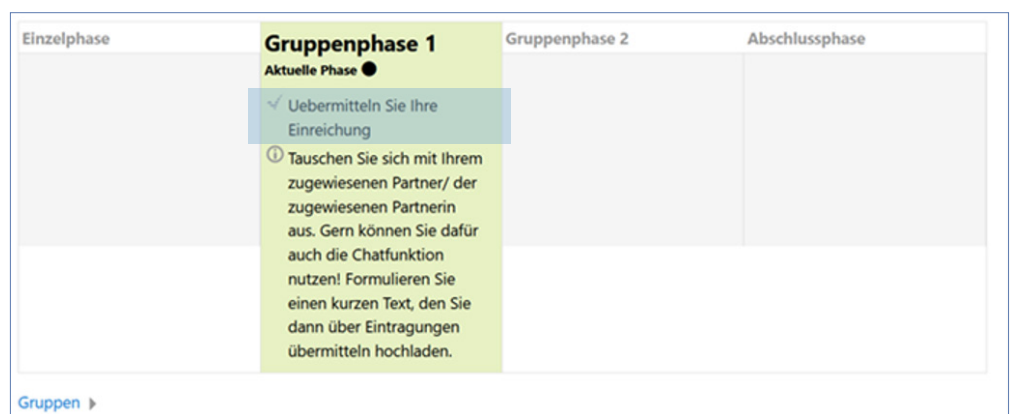 Einzelphase
Gruppenphase 1
Aktuelle Phase
Uebermitteln Sie Ihre
Einreichung
Tauschen Sie sich mit Ihrem
zugewiesenen Partner/ der
zugewiesenen Partnerin
aus. Gern können Sie dafür
auch die Chatfunktion
nutzen! Formulieren Sie
einen kurzen Text, den Sie
dann über Eintragungen
übermitteln hochladen.
Gruppenphase 2
Abschlussphase
Gruppen